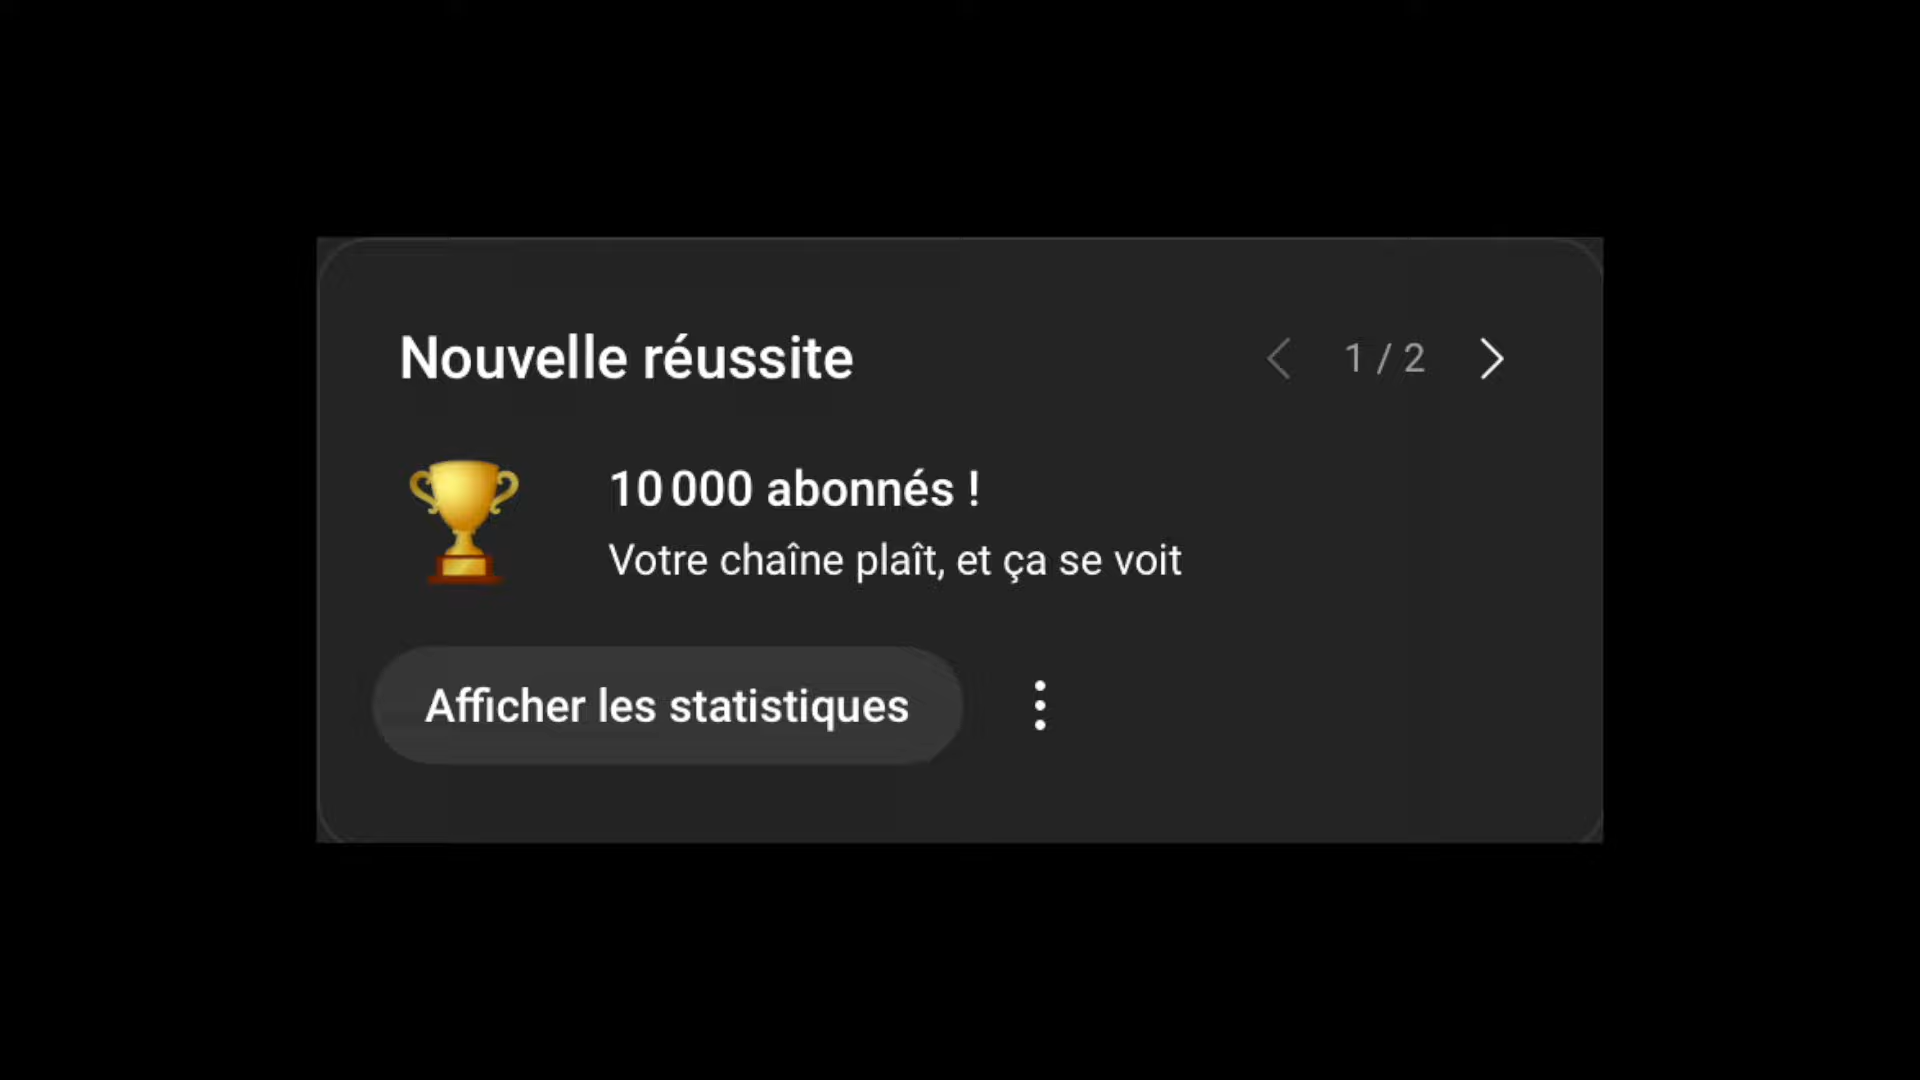 Nouvelle réussite
1 / 2
10 000 abonnés !
Votre chaîne plaît, et ça se voit
Afficher les statistiques